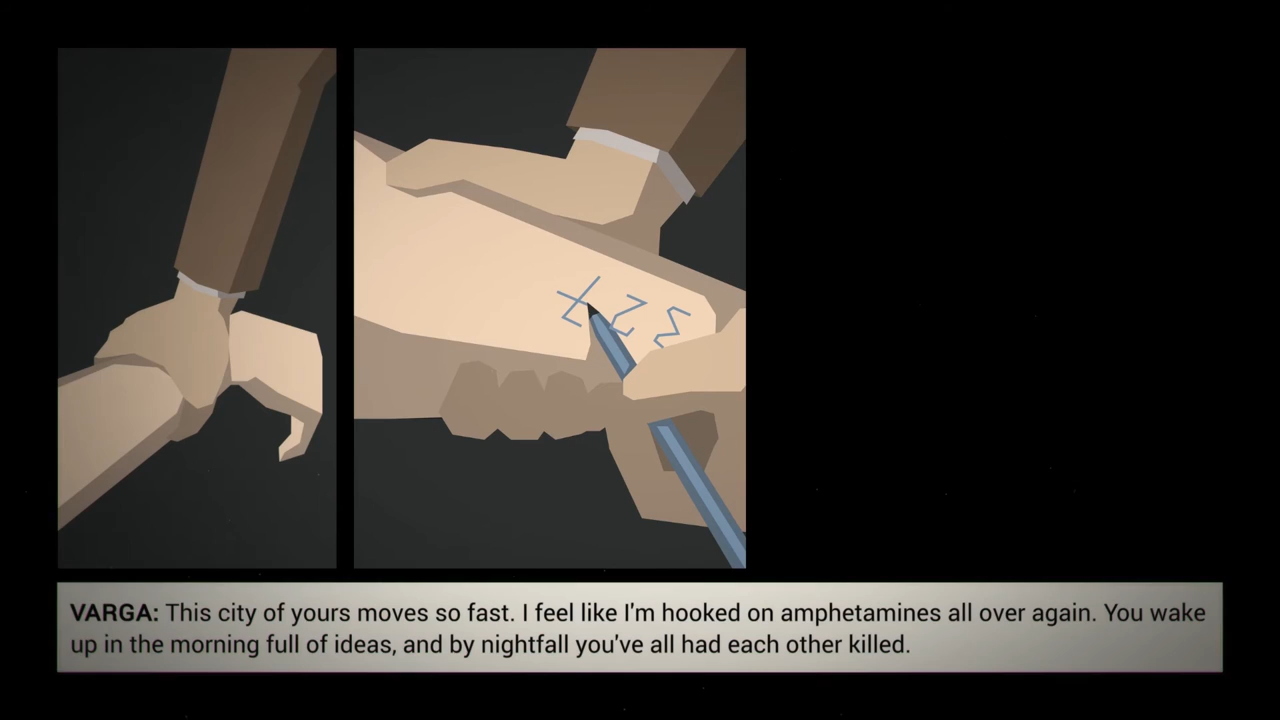 VARGA: This city of yours moves so fast. I feel like I'm hooked on amphetamines all over again. You wake
up in the morning full of ideas, and by nightfall you've all had each other killed.